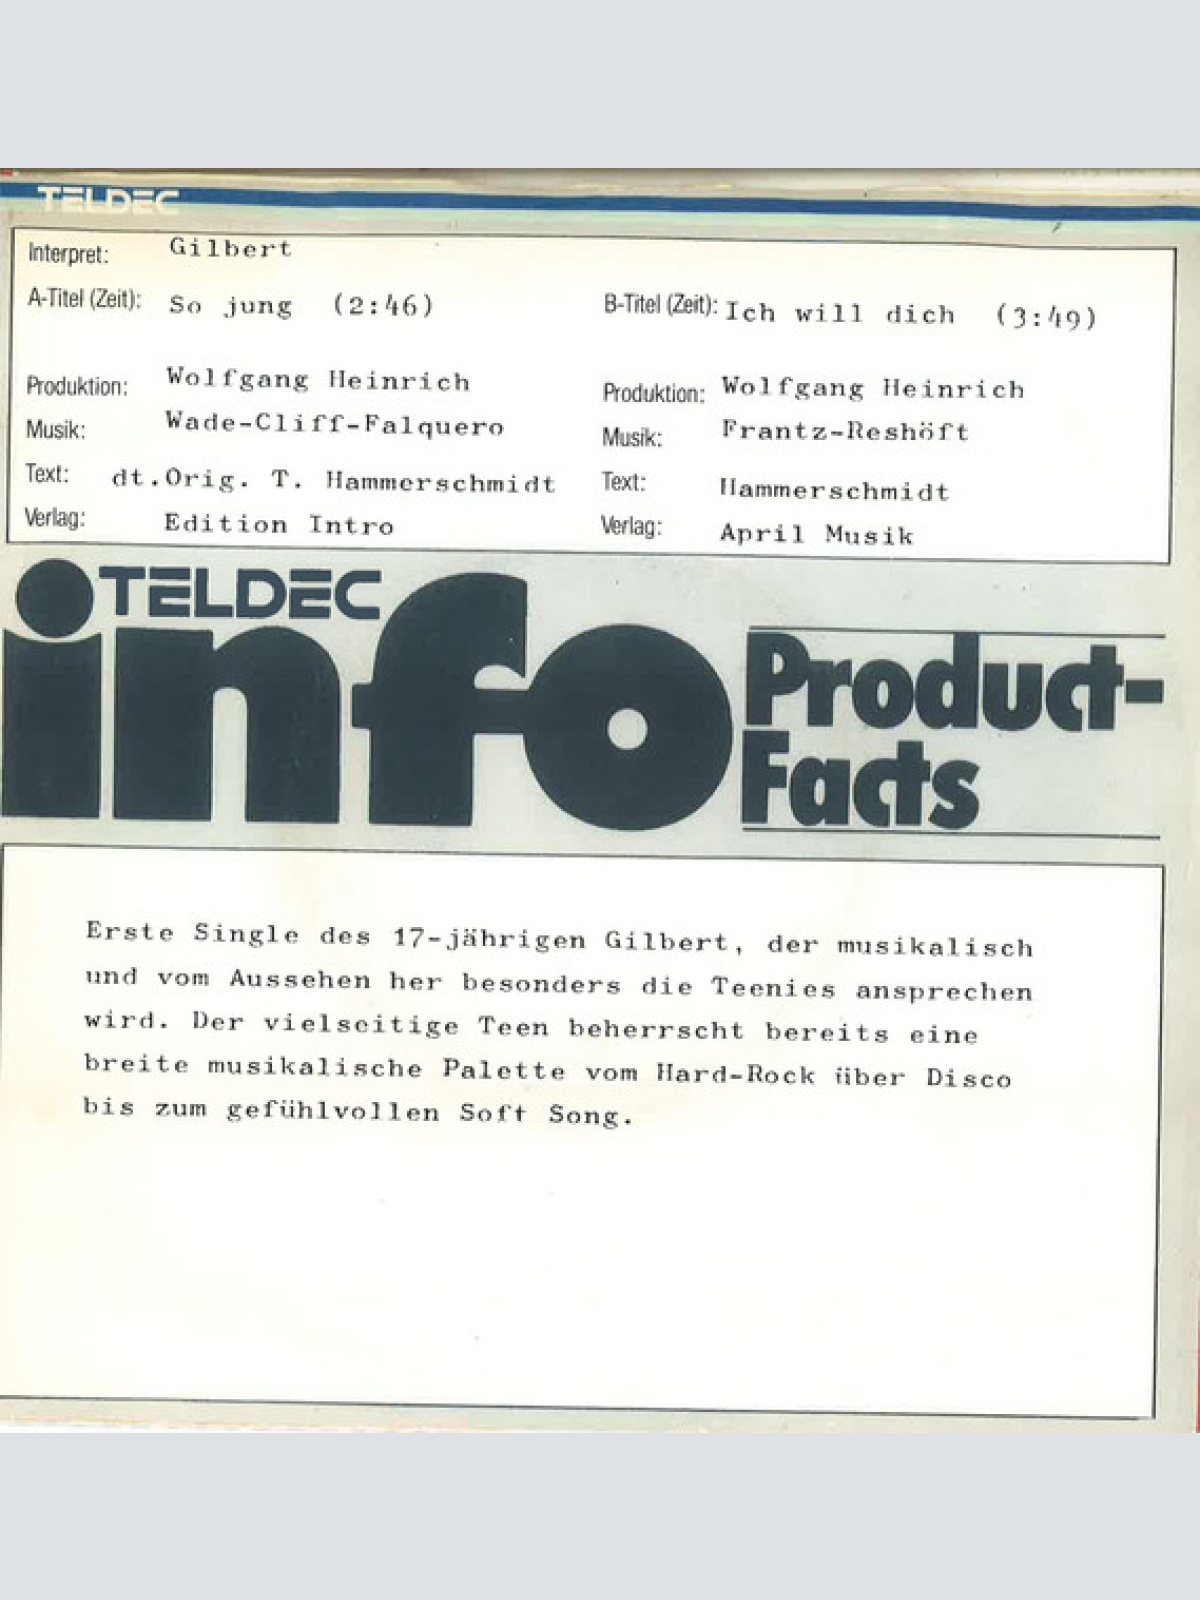 TELDEC
Interpret: Gilbert
A-Titel (Zeit): So jung (2:46)
B-Titel (Zeit): Ich will dich (3:49)
Produktion: Wolfgang Heinrich
Musik: Wade-Cliff-Falquero
Text: dt.Orig. T. Hammerschmidt
Verlag: Edition Intro
Produktion: Wolfgang Heinrich
Musik: Frantz-Reshöft
Text: Hammerschmidt
Verlag: April Musik
TELDEC
info
Product-
Facts
Erste Single des 17-jährigen Gilbert, der musikalisch
und vom Aussehen her besonders die Teenies ansprechen
wird. Der vielseitige Teen beherrscht bereits eine
breite musikalische Palette vom Hard-Rock über Disco
bis zum gefühlvollen Soft Song.